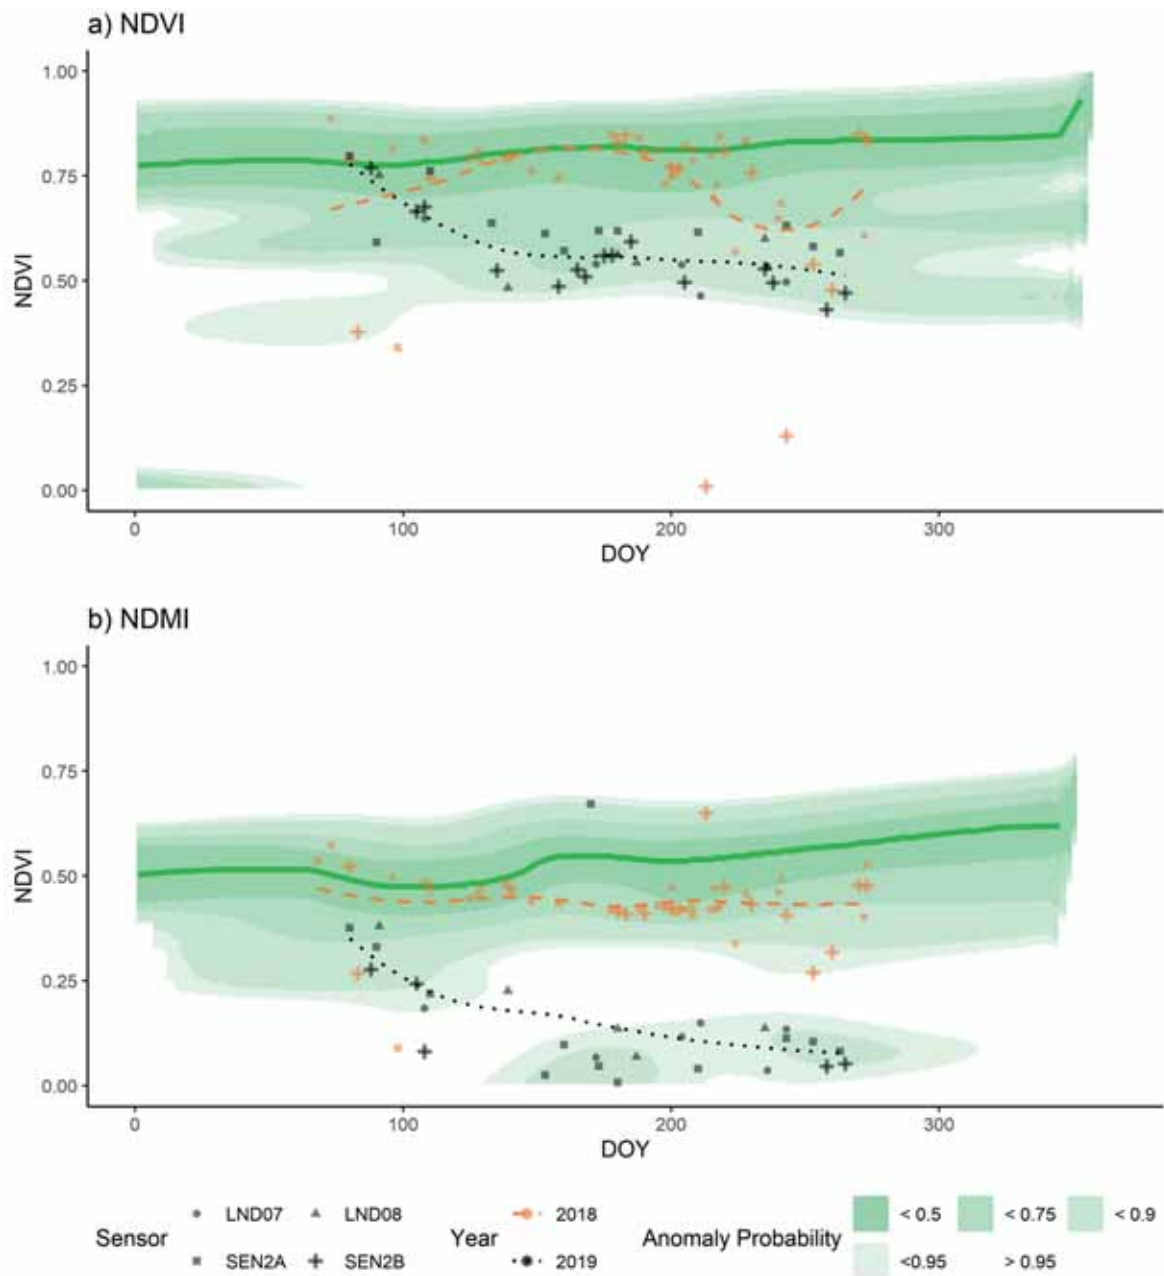 a) NDVI
1.00
0.75
0.50
0.25
0.00
NDVI
0 100 200 300
DOY
b) NDMI
1.00
0.75
0.50
0.25
0.00
NDVI
0 100 200 300
DOY
Sensor LND07 LND08 SEN2A SEN2B
Year 2018 2019
Anomaly Probability < 0.5 < 0.75 < 0.9 <0.95 > 0.95